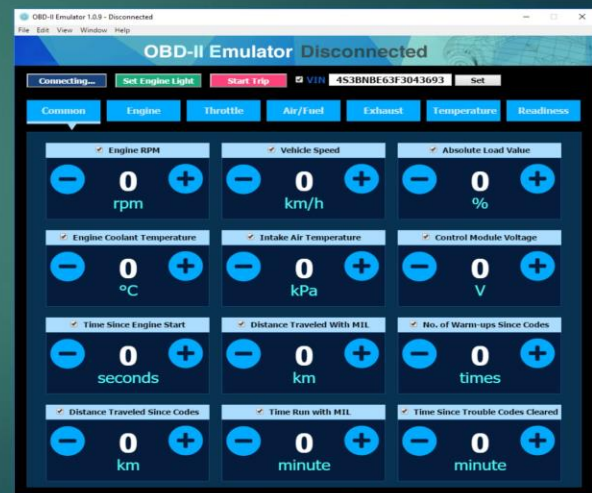 OBD-II Emulator 1.0.9 - Disconnected
File Edit View Window Help
OBD-II Emulator Disconnected
Connecting... Set Engine Light Start Trip VIN 4S3BNBE63F3043693 Set
Common Engine Throttle Air/Fuel Exhaust Temperature Readiness
Engine RPM Vehicle Speed Absolute Load Value
0 0 0
rpm km/h %
Engine Coolant Temperature Intake Air Temperature Control Module Voltage
0 0 0
°C kPa V
Time Since Engine Start Distance Traveled With MIL No. of Warm-ups Since Codes
0 0 0
seconds km times
Distance Traveled Since Codes Time Run with MIL Time Since Trouble Codes Cleared
0 0 0
km minute minute